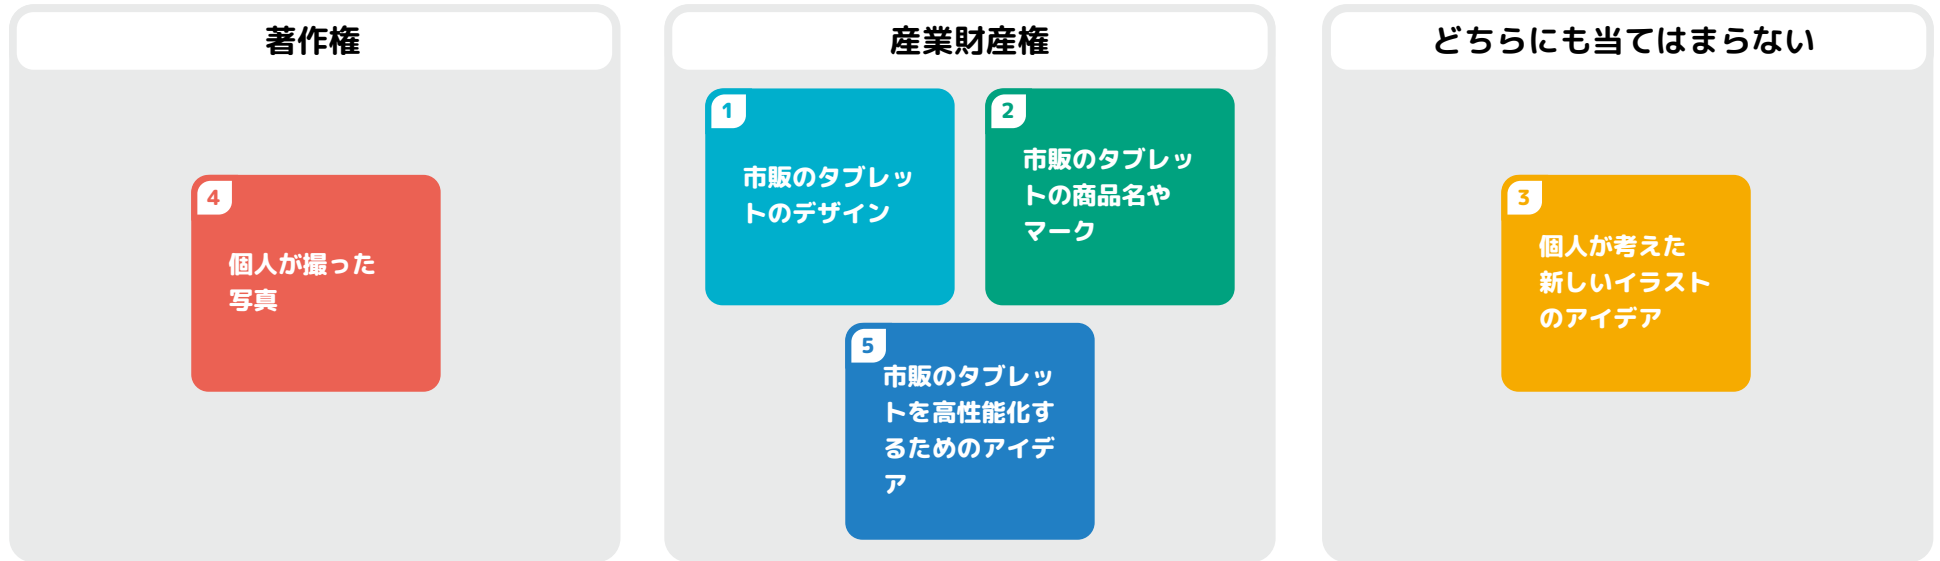 著作権
4
個人が撮った
写真
産業財産権
1
市販のタブレッ
トのデザイン
2
市販のタブレッ
トの商品名や
マーク
5
市販のタブレッ
トを高性能化す
るためのアイデ
ア
どちらにも当てはまらない
3
個人が考えた
新しいイラスト
のアイデア